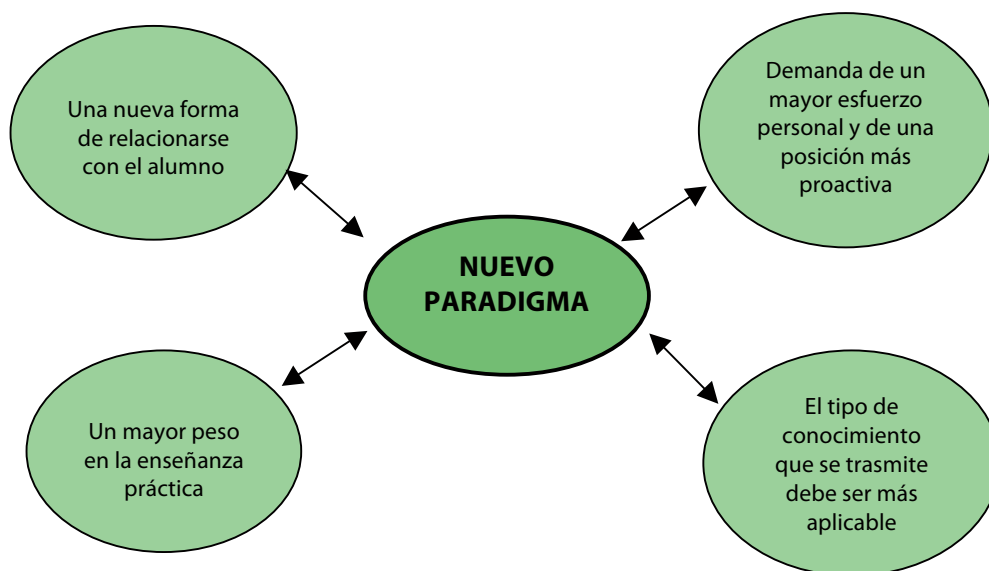 Una nueva forma
de relacionarse
con el alumno
Demanda de un
mayor esfuerzo
personal y de una
posición más
proactiva
NUEVO
PARADIGMA
Un mayor peso
en la enseñanza
práctica
El tipo de
conocimiento
que se trasmite
debe ser más
aplicable